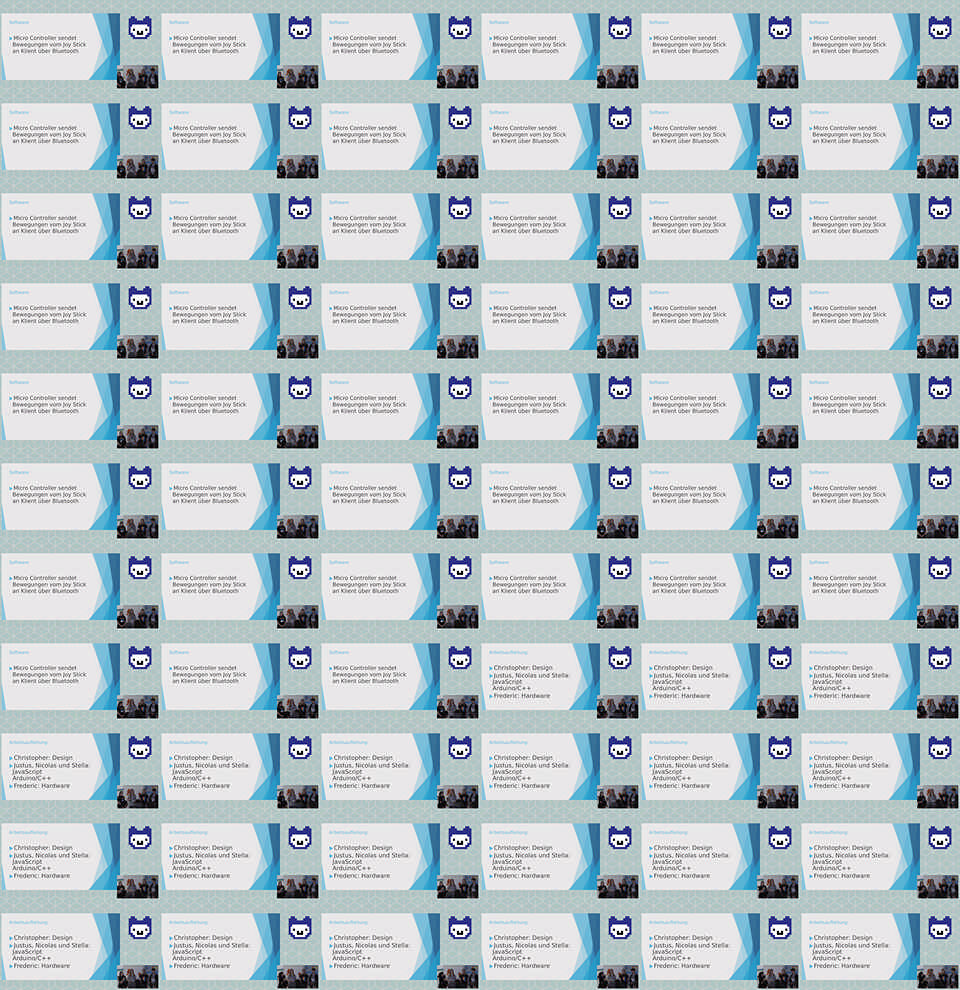 Software
Micro Controller sendet
Bewegungen vom Joy Stick
an Klient über Bluetooth
Arbeitsaufteilung
Christopher: Design
Justus, Nicolas und Stella:
JavaScript
Arduino/C++
Frederic: Hardware